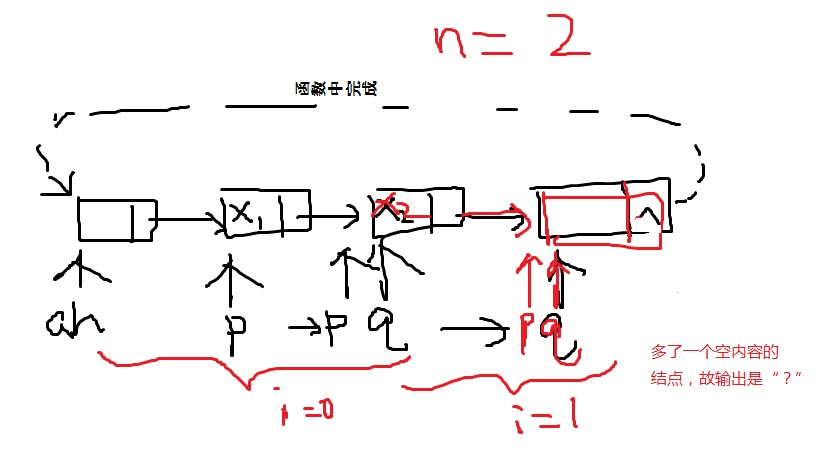 n = 2
函数中完成
x₁
x₂
^
ah
p
→p
q
p
q
i=0
i=1
多了一个空内容的
结点，故输出是“？”